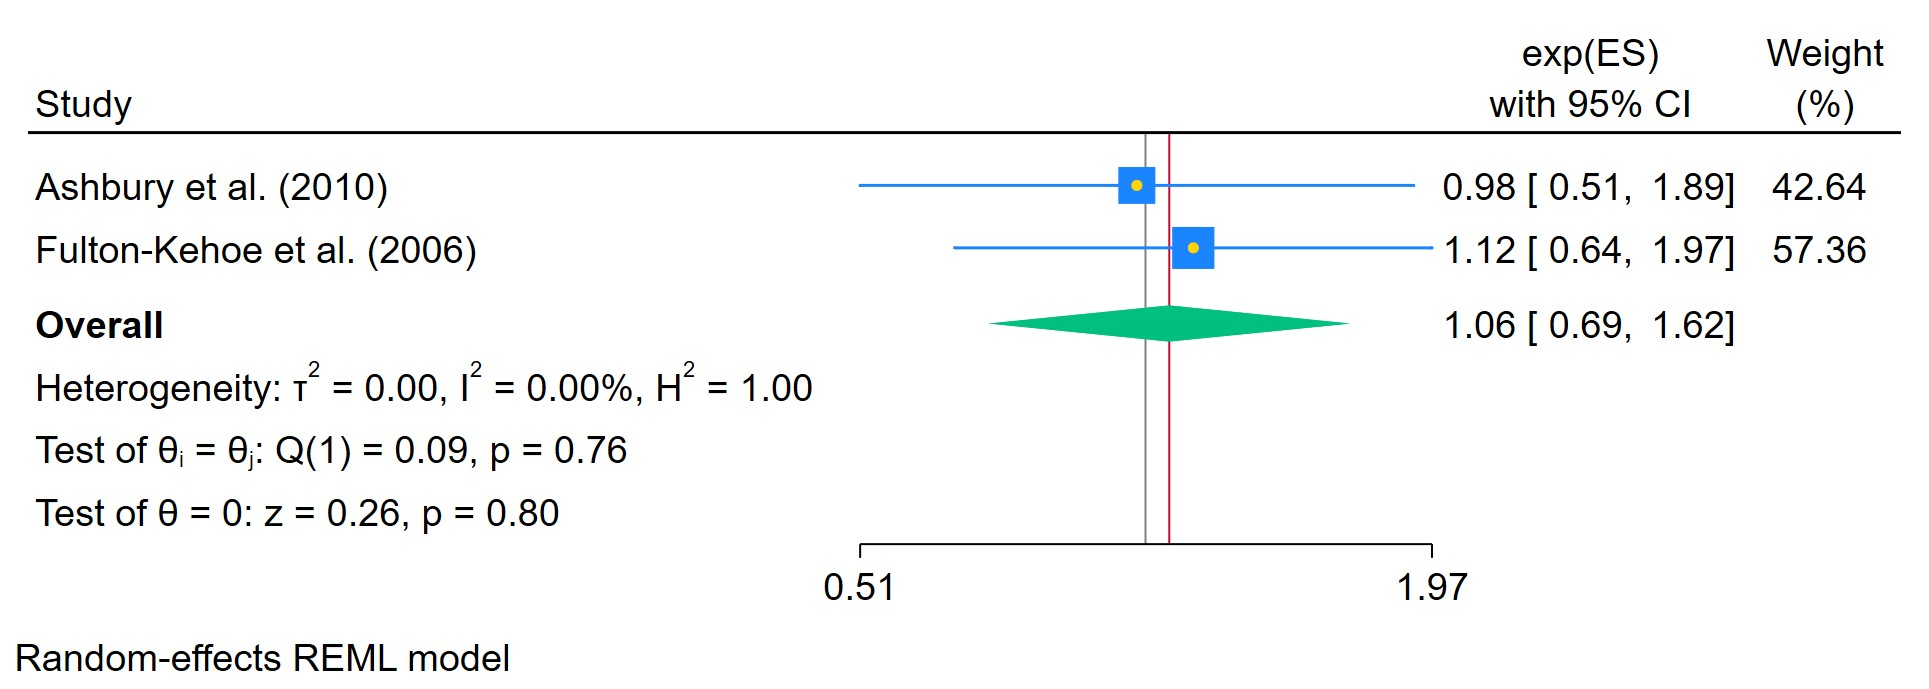 exp(ES) Weight
Study with 95% CI (%)
Ashbury et al. (2010) 0.98 [ 0.51, 1.89] 42.64
Fulton-Kehoe et al. (2006) 1.12 [ 0.64, 1.97] 57.36
Overall 1.06 [ 0.69, 1.62]
Heterogeneity: τ² = 0.00, I² = 0.00%, H² = 1.00
Test of θᵢ = θⱼ: Q(1) = 0.09, p = 0.76
Test of θ = 0: z = 0.26, p = 0.80
0.51 1.97
Random-effects REML model